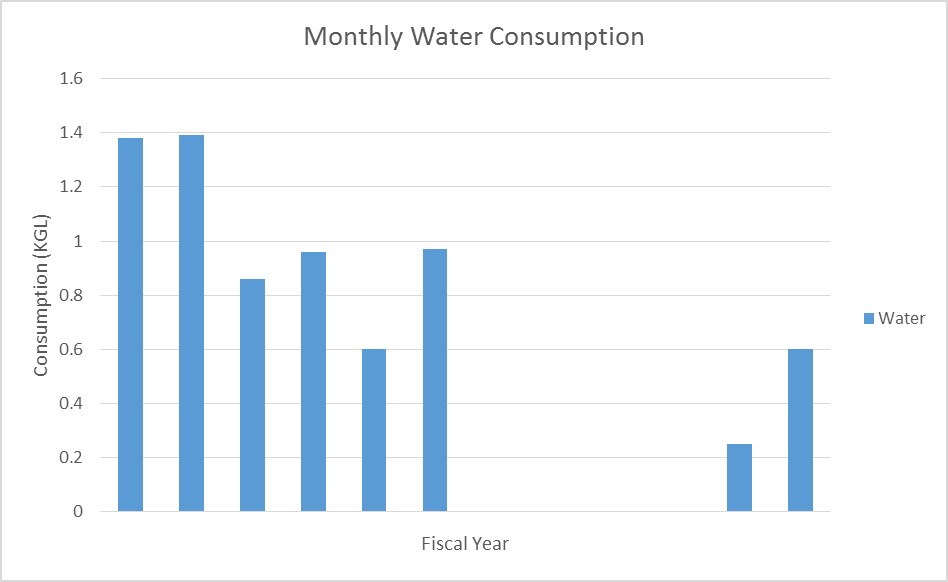 Monthly Water Consumption
1.6
1.4
1.2
1
0.8
0.6
0.4
0.2
0
Consumption (KGL)
Fiscal Year
Water